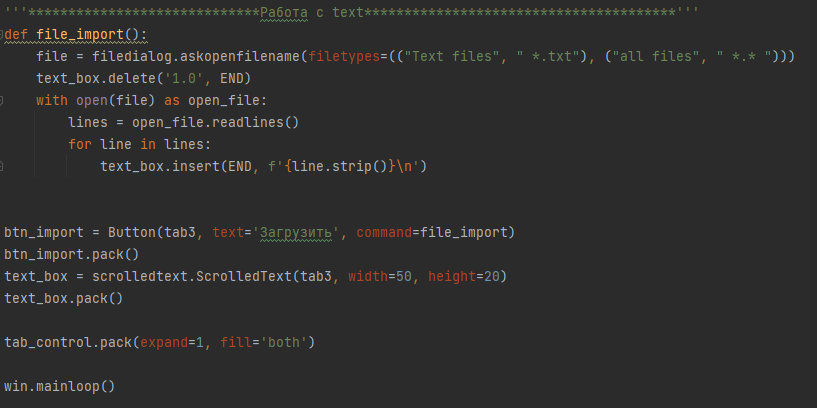 '''*****************************Работа с text***************************************'''
def file_import():
    file = filedialog.askopenfilename(filetypes=(("Text files", " *.txt"), ("all files", " *.* ")))
    text_box.delete('1.0', END)
    with open(file) as open_file:
        lines = open_file.readlines()
        for line in lines:
            text_box.insert(END, f'{line.strip()}\n')
btn_import = Button(tab3, text='Загрузить', command=file_import)
btn_import.pack()
text_box = scrolledtext.ScrolledText(tab3, width=50, height=20)
text_box.pack()
tab_control.pack(expand=1, fill='both')
win.mainloop()